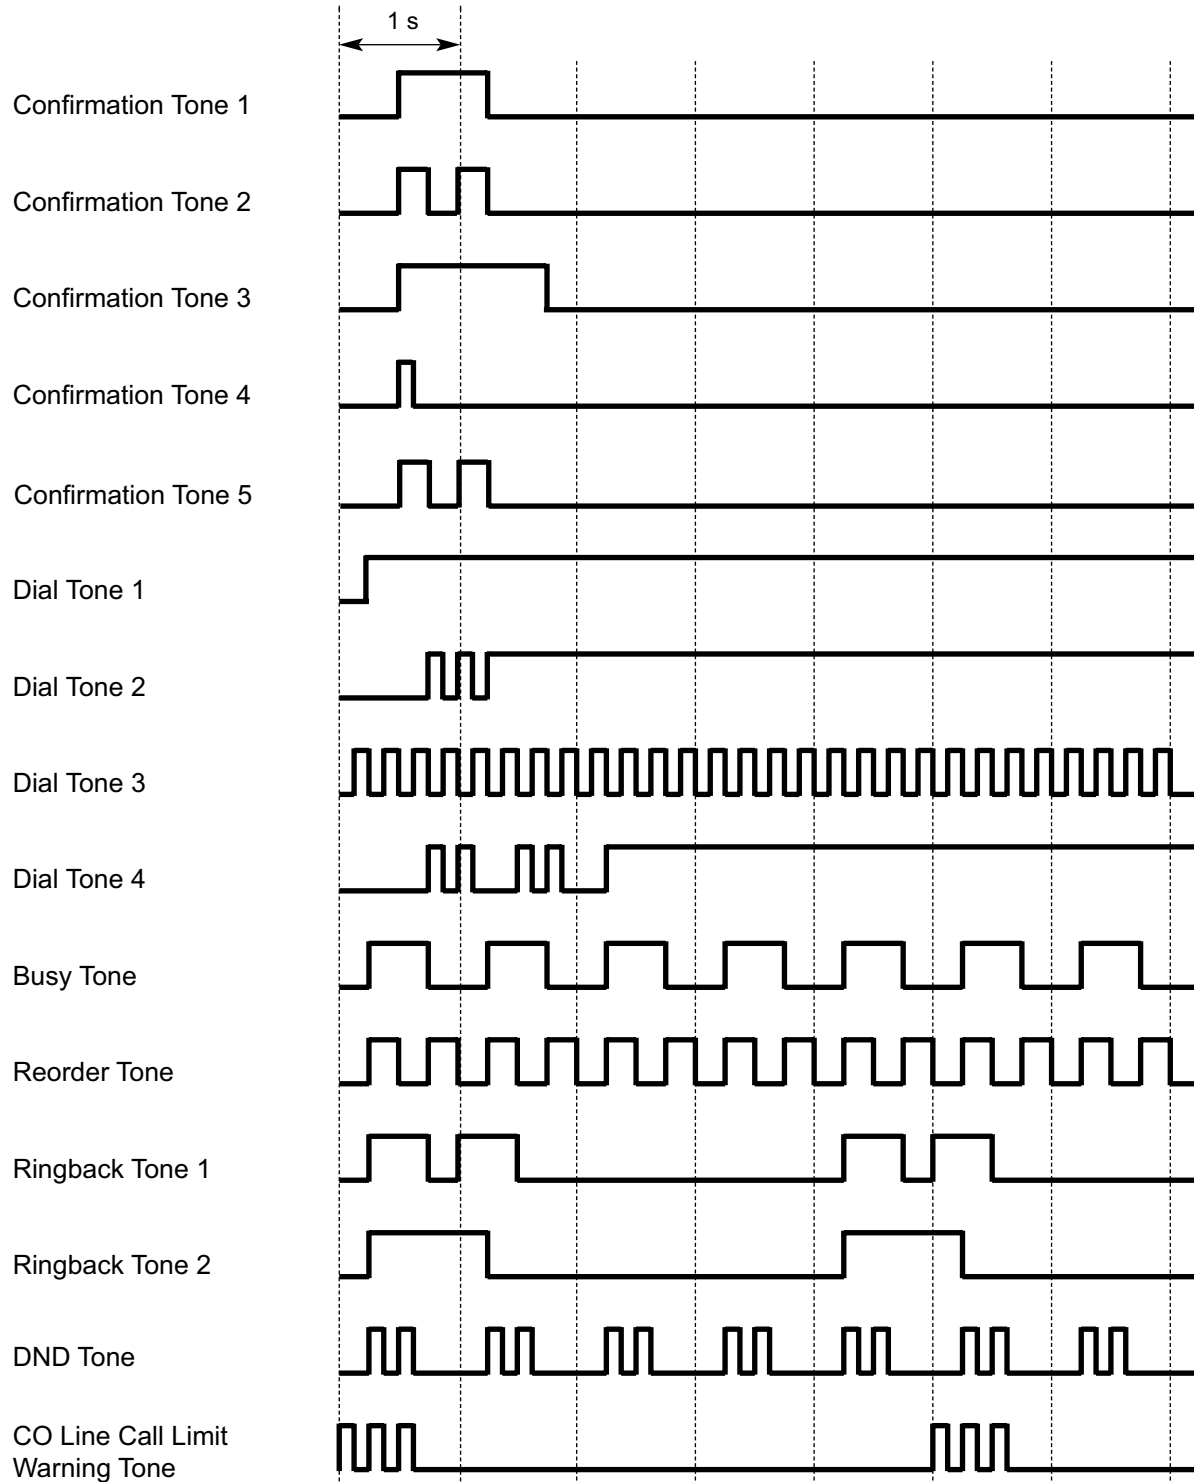 1 s
Confirmation Tone 1
Confirmation Tone 2
Confirmation Tone 3
Confirmation Tone 4
Confirmation Tone 5
Dial Tone 1
Dial Tone 2
Dial Tone 3
Dial Tone 4
Busy Tone
Reorder Tone
Ringback Tone 1
Ringback Tone 2
DND Tone
CO Line Call Limit
Warning Tone